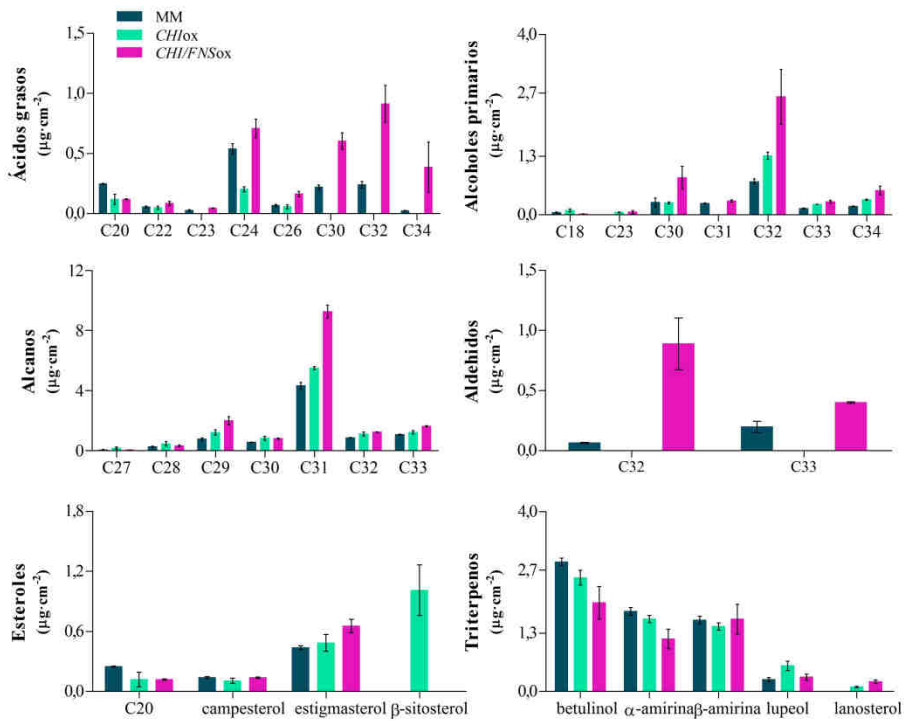 MM
CHIox
CHI/FNSox
Ácidos grasos
(µg·cm⁻²)
1,5
1,0
0,5
0,0
C20 C22 C23 C24 C26 C30 C32 C34
Alcoholes primarios
(µg·cm⁻²)
4,0
2,7
1,3
0,0
C18 C23 C30 C31 C32 C33 C34
Alcanos
(µg·cm⁻²)
12
8
4
0
C27 C28 C29 C30 C31 C32 C33
Aldehidos
(µg·cm⁻²)
1,5
1,0
0,5
0,0
C32 C33
Esteroles
(µg·cm⁻²)
1,8
1,2
0,6
0,0
C20 campesterol estigmasterol β-sitosterol
Triterpenos
(µg·cm⁻²)
4,0
2,7
1,3
0,0
betulinol α-amirina β-amirina lupeol lanosterol